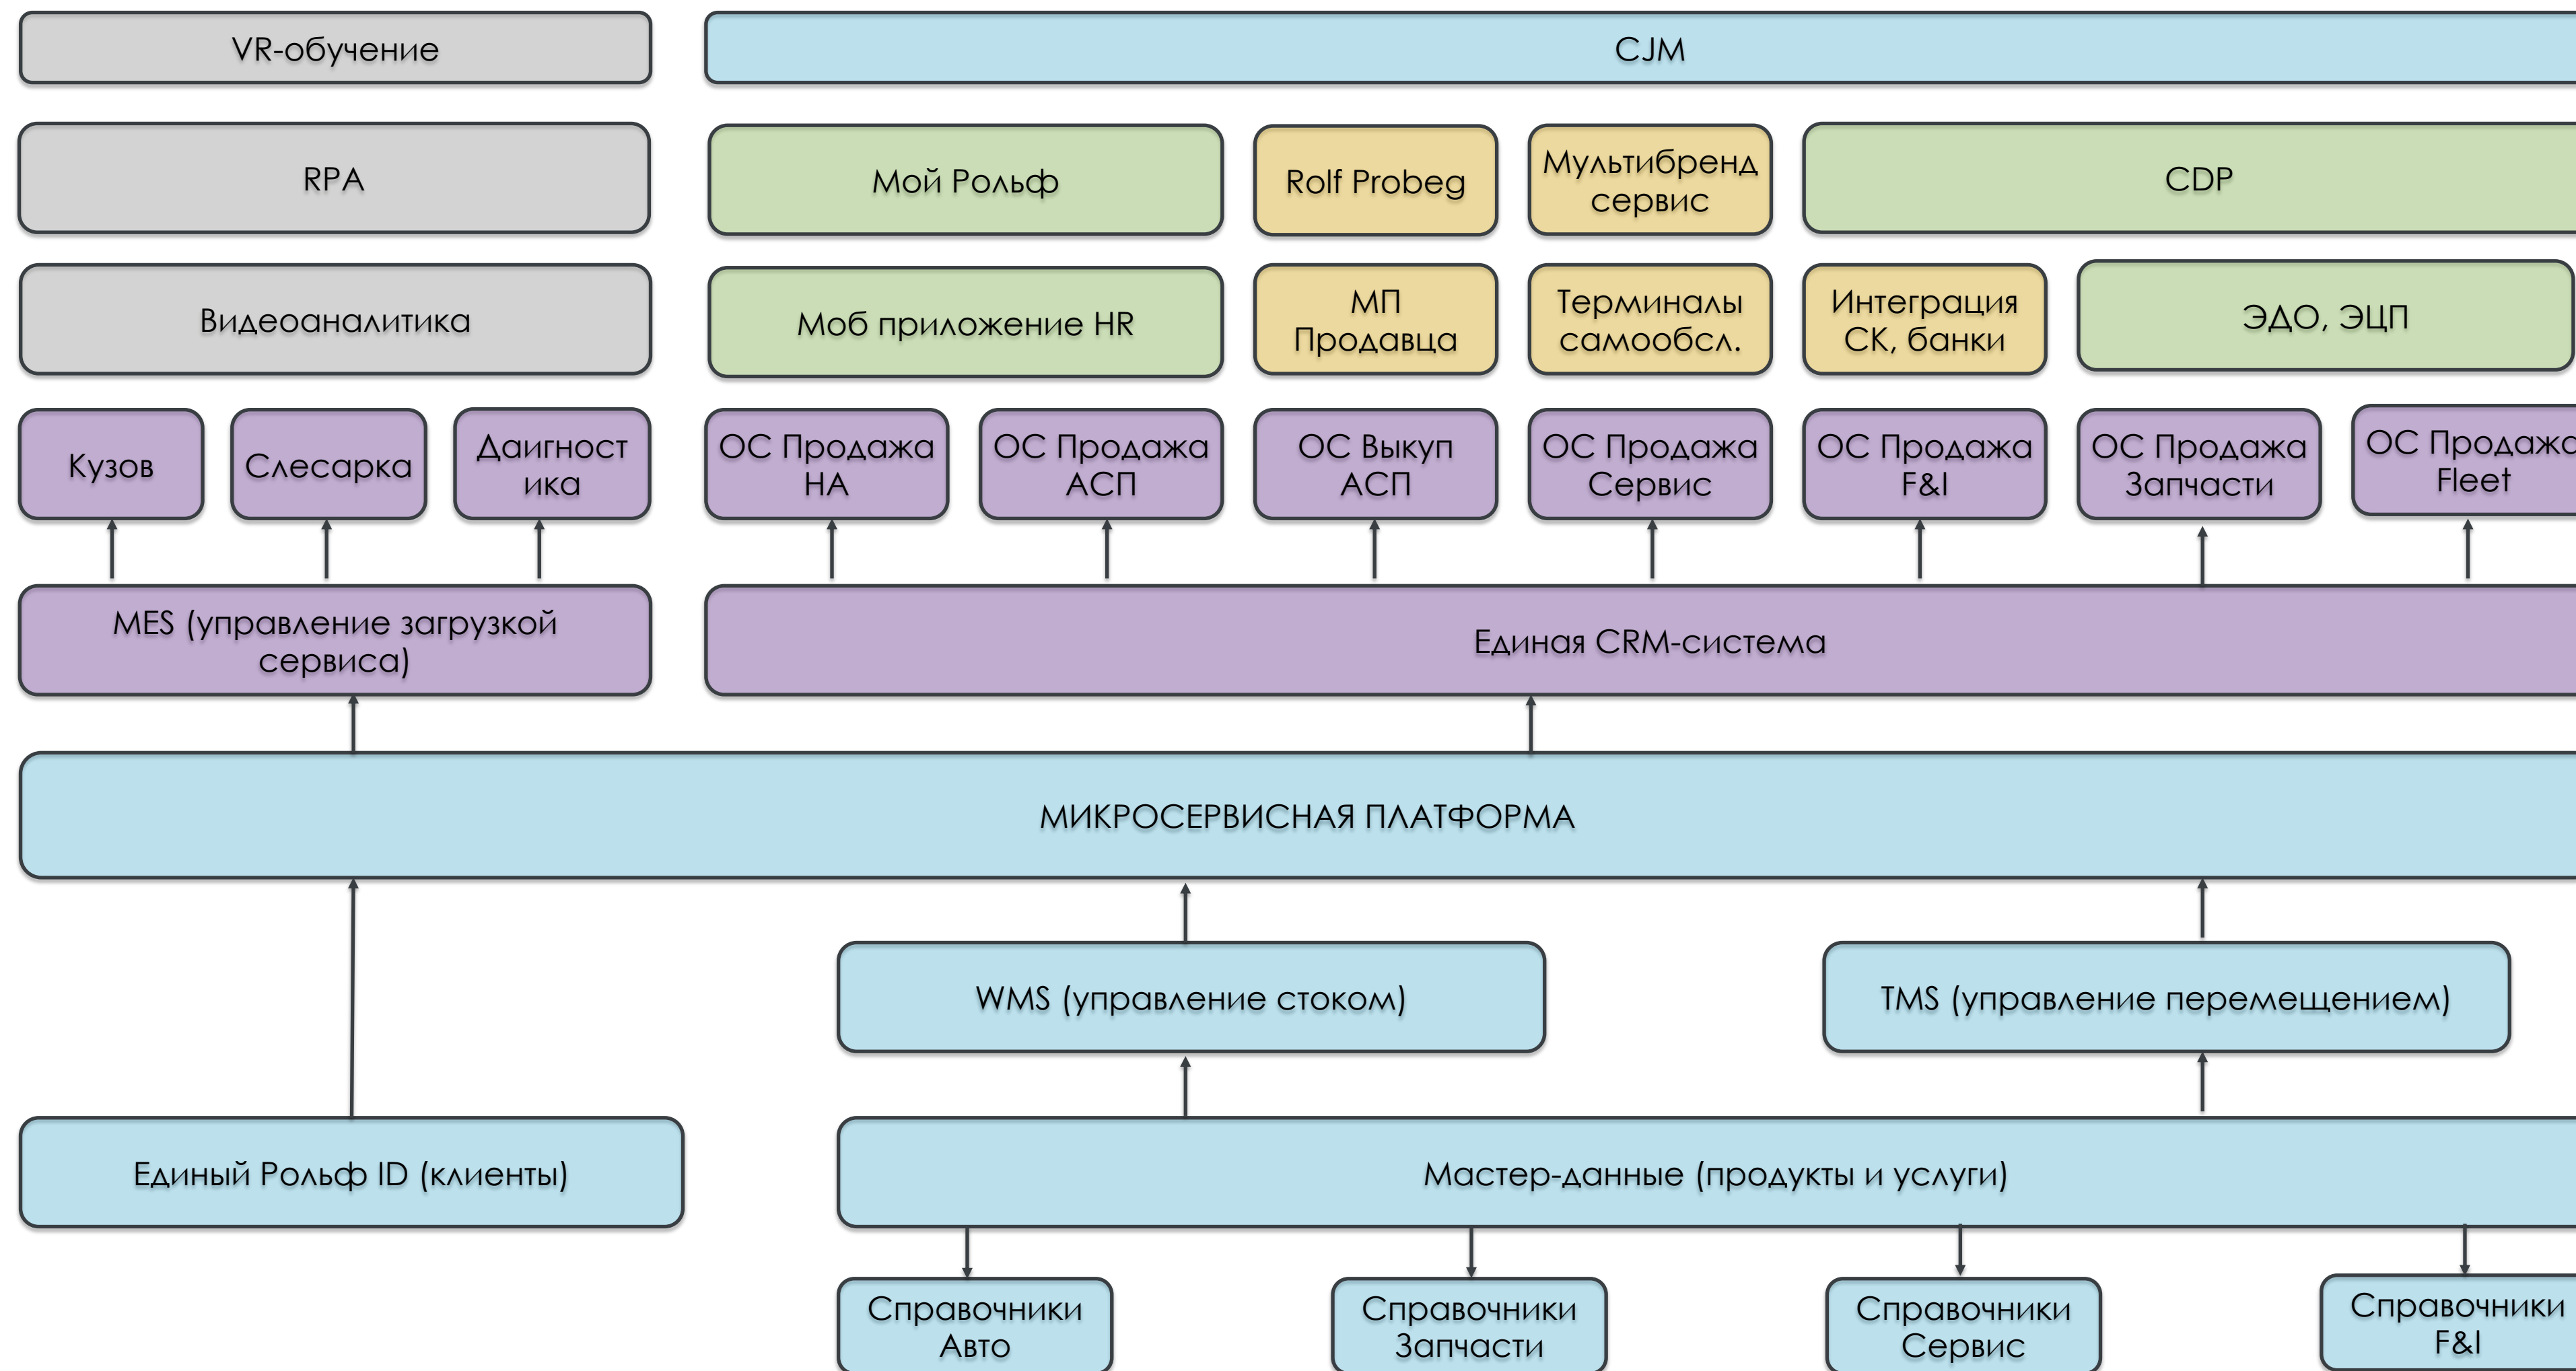 VR-обучение
CJM
RPA
Мой Рольф
Rolf Probeg
Мультибренд
сервис
CDP
Видеоаналитика
Моб приложение HR
МП
Продавца
Терминалы
самообсл.
Интеграция
СК, банки
ЭДО, ЭЦП
Кузов
Слесарка
Даигност
ика
ОС Продажа
НА
ОС Продажа
АСП
ОС Выкуп
АСП
ОС Продажа
Сервис
ОС Продажа
F&I
ОС Продажа
Запчасти
ОС Продажа
Fleet
MES (управление загрузкой
сервиса)
Единая CRM-система
МИКРОСЕРВИСНАЯ ПЛАТФОРМА
WMS (управление стоком)
TMS (управление перемещением)
Единый Рольф ID (клиенты)
Мастер-данные (продукты и услуги)
Справочники
Авто
Справочники
Запчасти
Справочники
Сервис
Справочники
F&I